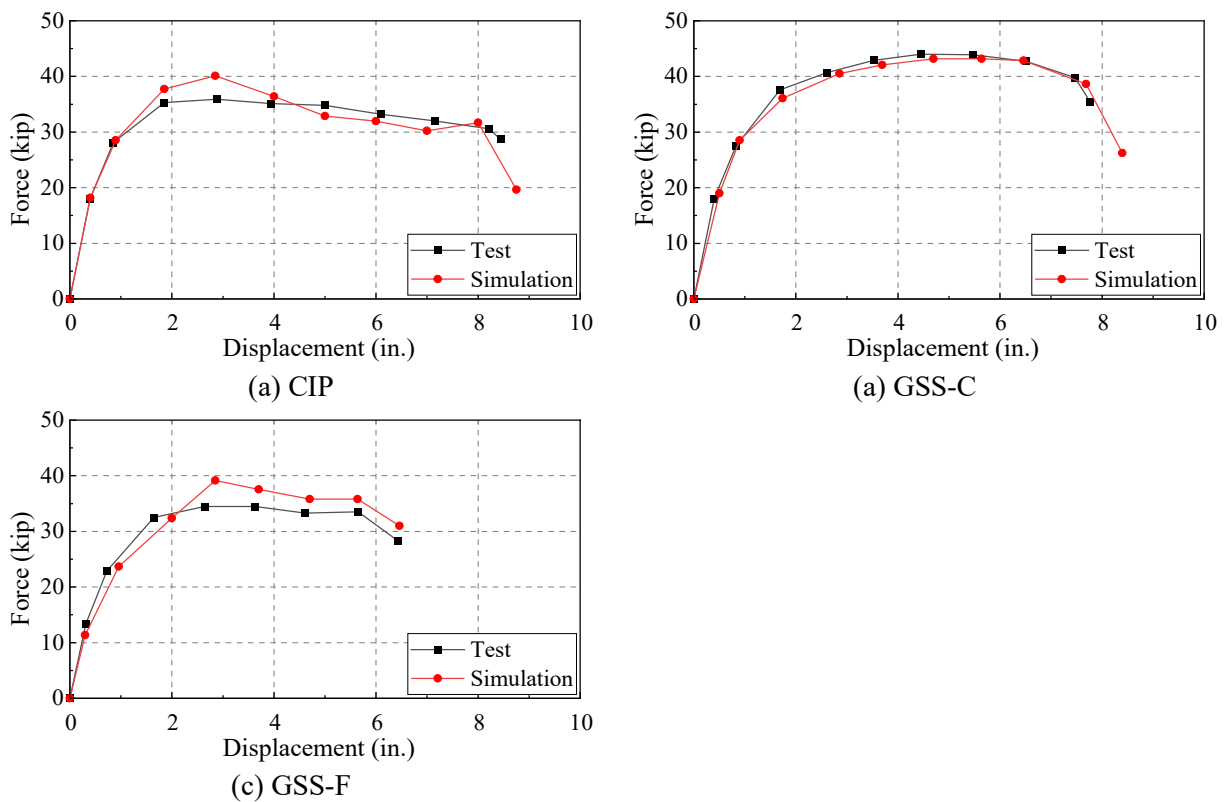 50
40
30
20
10
0
Force (kip)
Test
Simulation
0 2 4 6 8 10
Displacement (in.)
(a) CIP
50
40
30
20
10
0
Force (kip)
Test
Simulation
0 2 4 6 8 10
Displacement (in.)
(a) GSS-C
50
40
30
20
10
0
Force (kip)
Test
Simulation
0 2 4 6 8 10
Displacement (in.)
(c) GSS-F